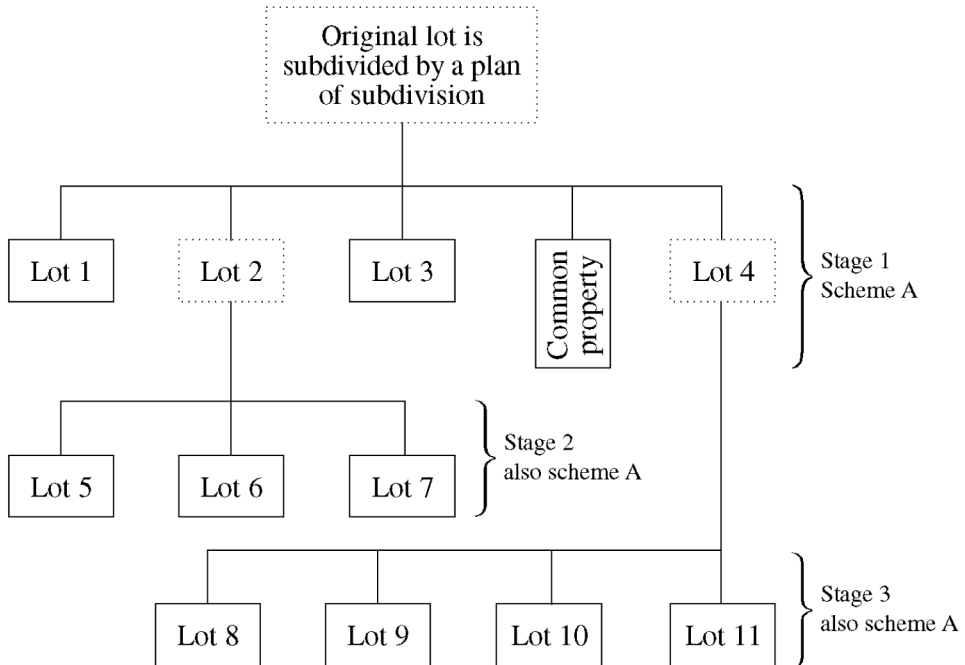 Original lot is
subdivided by a plan
of subdivision
Lot 1
Lot 2
Lot 3
Common
property
Lot 4
Stage 1
Scheme A
Lot 5
Lot 6
Lot 7
Stage 2
also scheme A
Lot 8
Lot 9
Lot 10
Lot 11
Stage 3
also scheme A